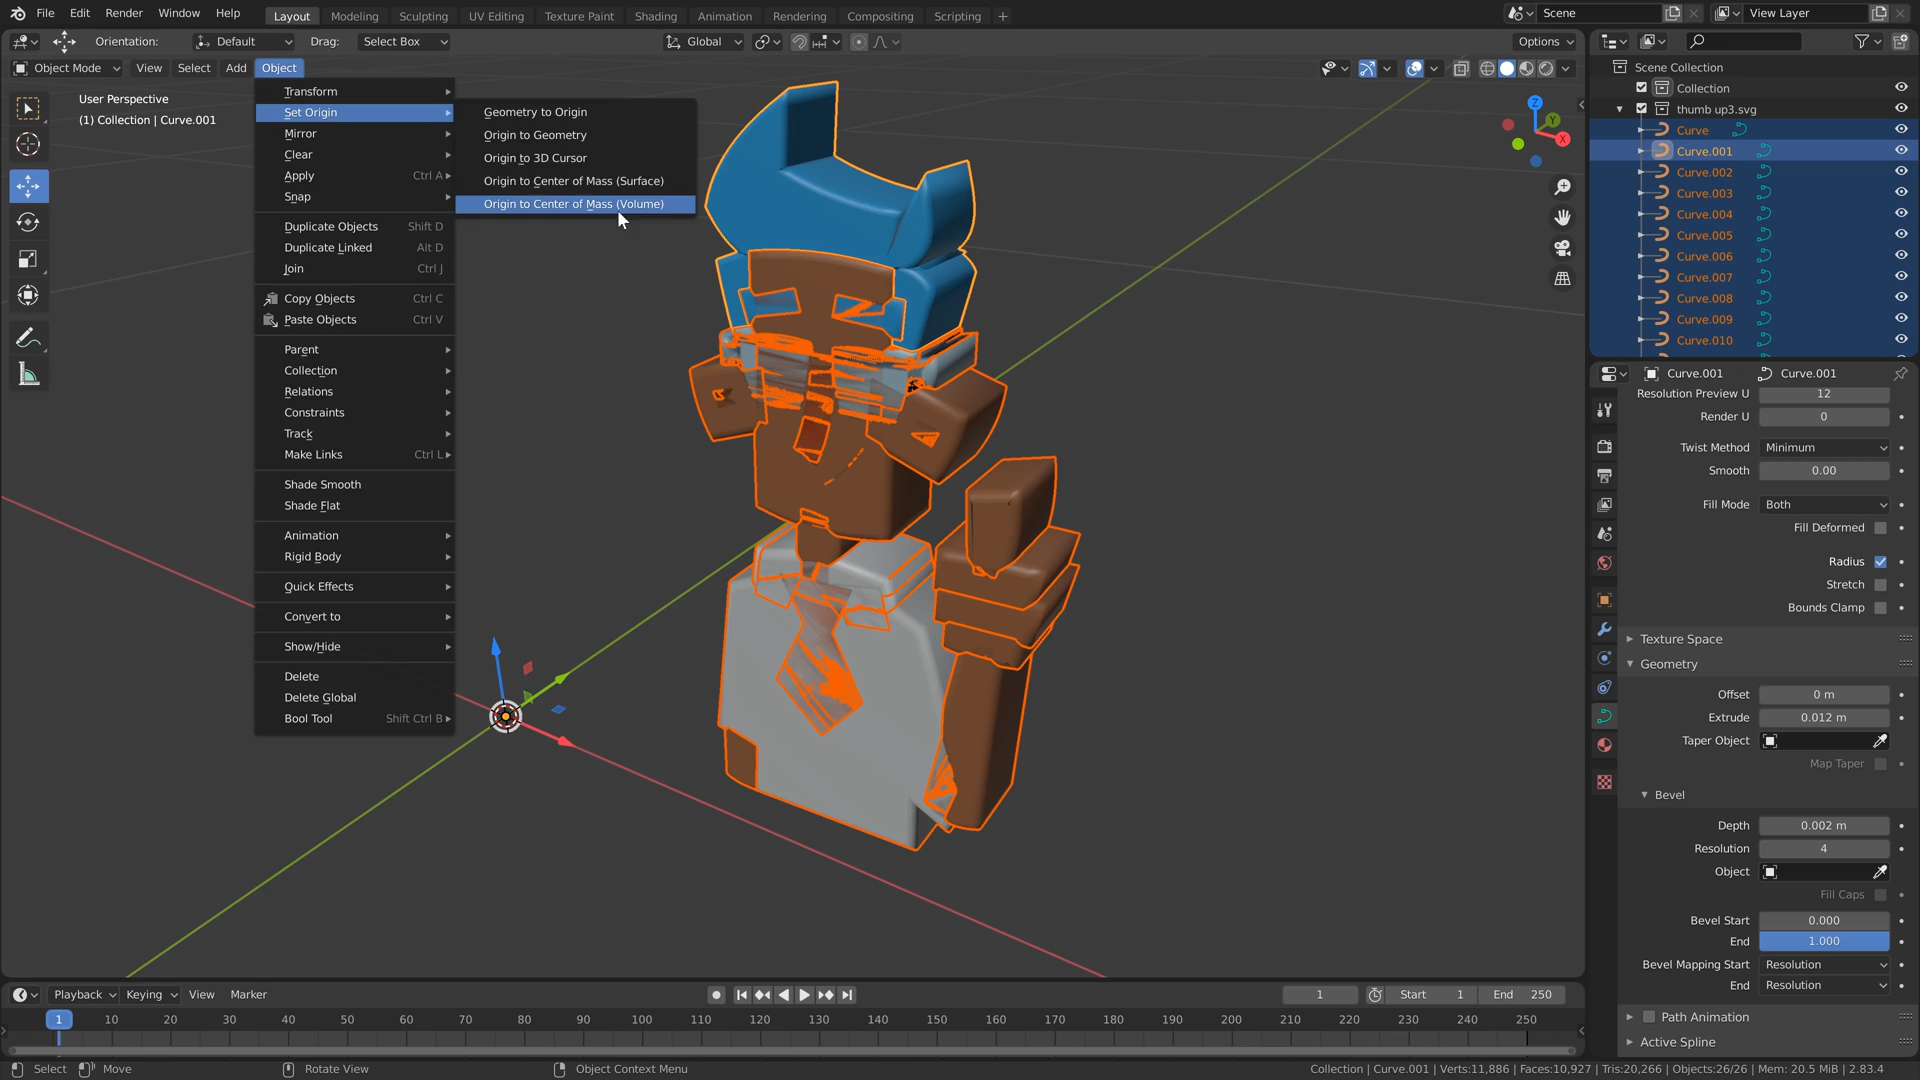 File Edit Render Window Help Layout Modeling Sculpting UV Editing Texture Paint Shading Animation Rendering Compositing Scripting + Scene View Layer
Orientation: Default Drag: Select Box Global Options
Object Mode View Select Add Object
User Perspective
(1) Collection | Curve.001
Transform
Set Origin
Mirror
Clear
Apply Ctrl A
Snap
Duplicate Objects Shift D
Duplicate Linked Alt D
Join Ctrl J
Copy Objects Ctrl C
Paste Objects Ctrl V
Parent
Collection
Relations
Constraints
Track
Make Links Ctrl L
Shade Smooth
Shade Flat
Animation
Rigid Body
Quick Effects
Convert to
Show/Hide
Delete
Delete Global
Bool Tool Shift Ctrl B
Geometry to Origin
Origin to Geometry
Origin to 3D Cursor
Origin to Center of Mass (Surface)
Origin to Center of Mass (Volume)
Z
Y
X
Scene Collection
Collection
thumb up3.svg
Curve
Curve.001
Curve.002
Curve.003
Curve.004
Curve.005
Curve.006
Curve.007
Curve.008
Curve.009
Curve.010
Curve.001 Curve.001
Resolution Preview U 12
Render U 0
Twist Method Minimum
Smooth 0.00
Fill Mode Both
Fill Deformed
Radius
Stretch
Bounds Clamp
Texture Space
Geometry
Offset 0 m
Extrude 0.012 m
Taper Object
Map Taper
Bevel
Depth 0.002 m
Resolution 4
Object
Fill Caps
Bevel Start 0.000
End 1.000
Bevel Mapping Start Resolution
End Resolution
Path Animation
Active Spline
Playback Keying View Marker 1 Start 1 End 250
1 10 20 30 40 50 60 70 80 90 100 110 120 130 140 150 160 170 180 190 200 210 220 230 240 250
Select Move Rotate View Object Context Menu Collection | Curve.001 | Verts:11,886 | Faces:10,927 | Tris:20,266 | Objects:26/26 | Mem: 20.5 MiB | 2.83.4